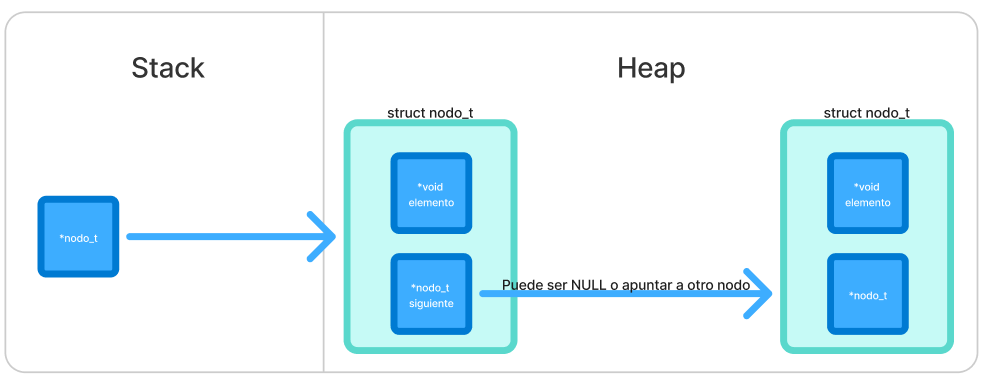 Stack
Heap
struct nodo_t
struct nodo_t
*void
elemento
*void
elemento
*nodo_t
*nodo_t
siguiente
Puede ser NULL o apuntar a otro nodo
*nodo_t